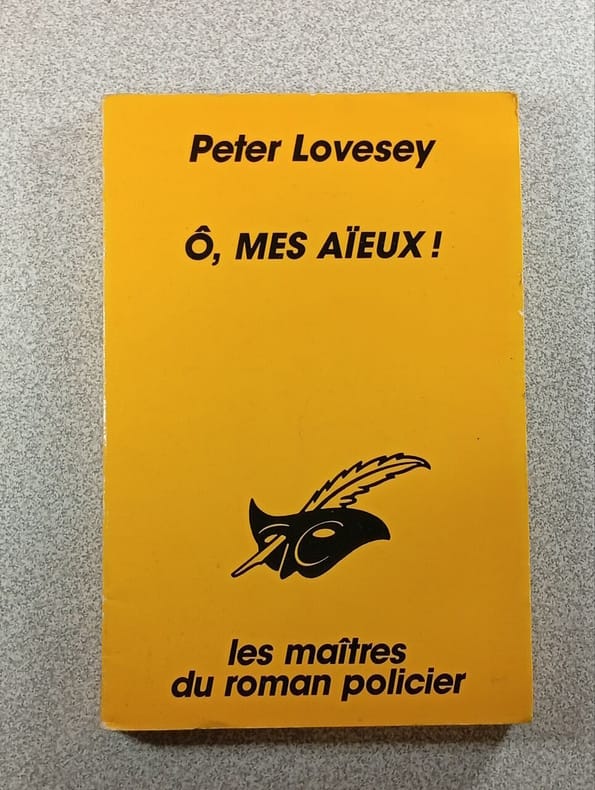 Peter Lovesey
Ô, MES AÏEUX !
les maîtres
du roman policier